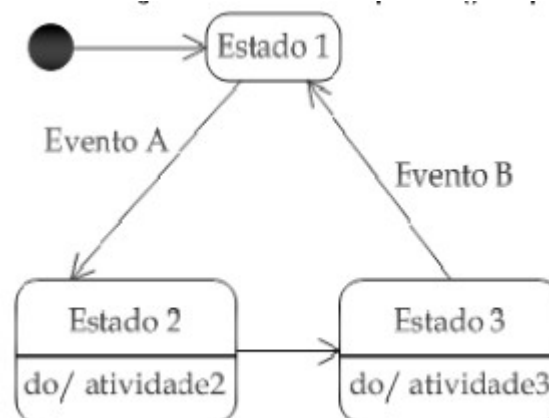 Estado 1
Evento A
Evento B
Estado 2
Estado 3
do/ atividade2
do/ atividade3